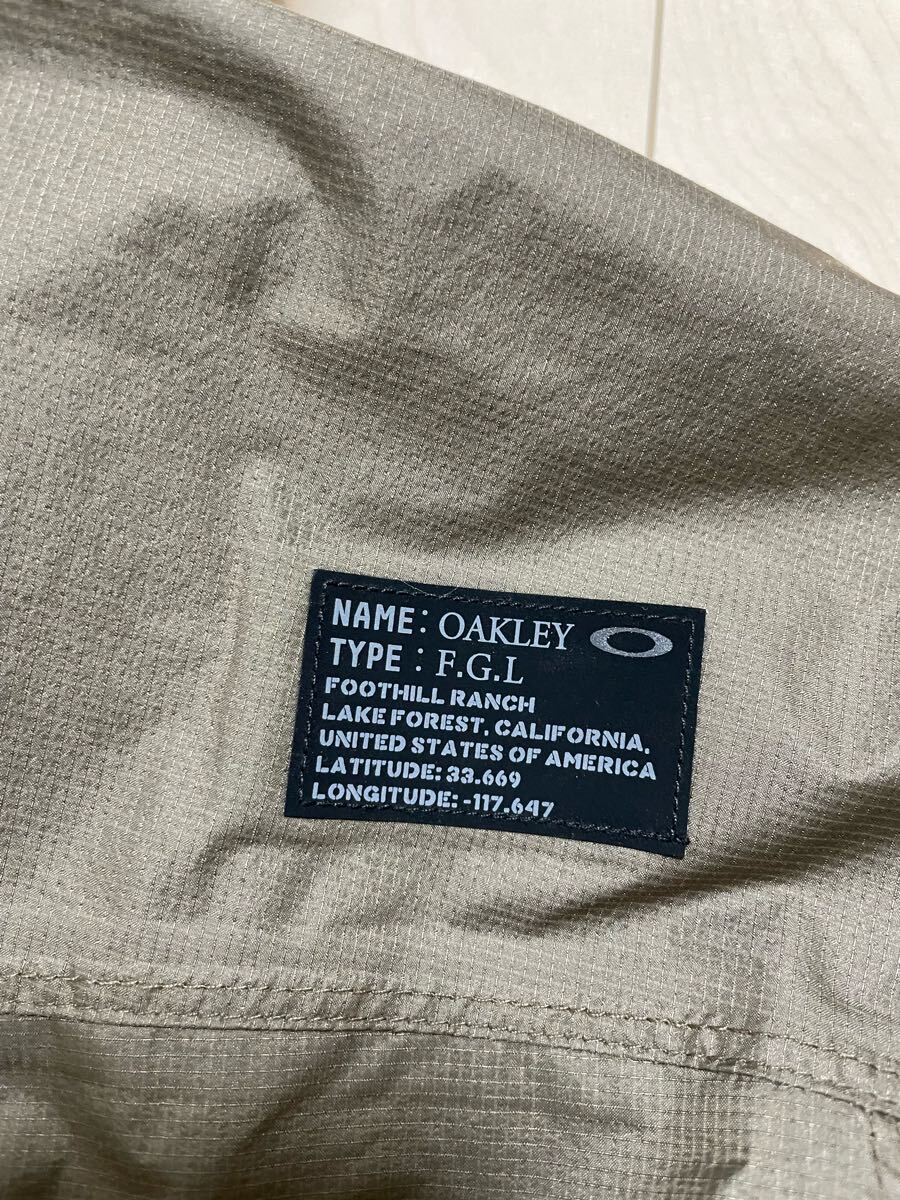 NAME: OAKLEY
TYPE : F.G.L
FOOTHILL RANCH
LAKE FOREST, CALIFORNIA,
UNITED STATES OF AMERICA
LATITUDE: 33.669
LONGITUDE: -117.647